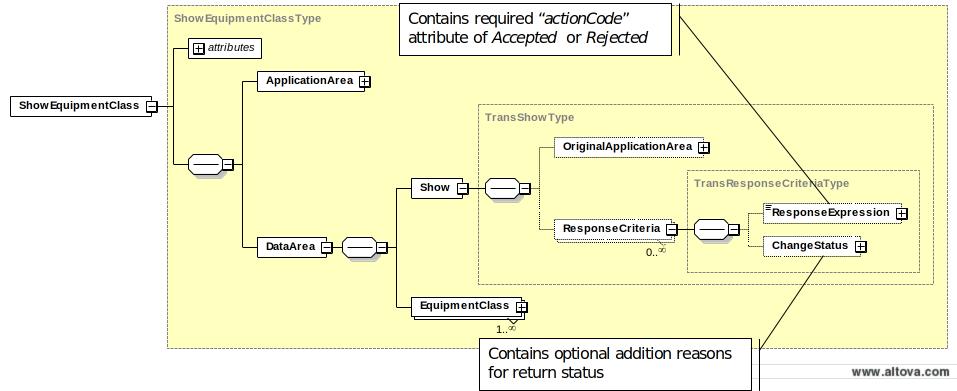 ShowEquipmentClassType
Contains required “actionCode”
attribute of Accepted or Rejected
attributes
ApplicationArea
ShowEquipmentClass
TransShowType
OriginalApplicationArea
TransResponseCriteriaType
Show
ResponseExpression
ResponseCriteria
ChangeStatus
DataArea
0..∞
EquipmentClass
1..∞
Contains optional addition reasons
for return status
www.altova.com